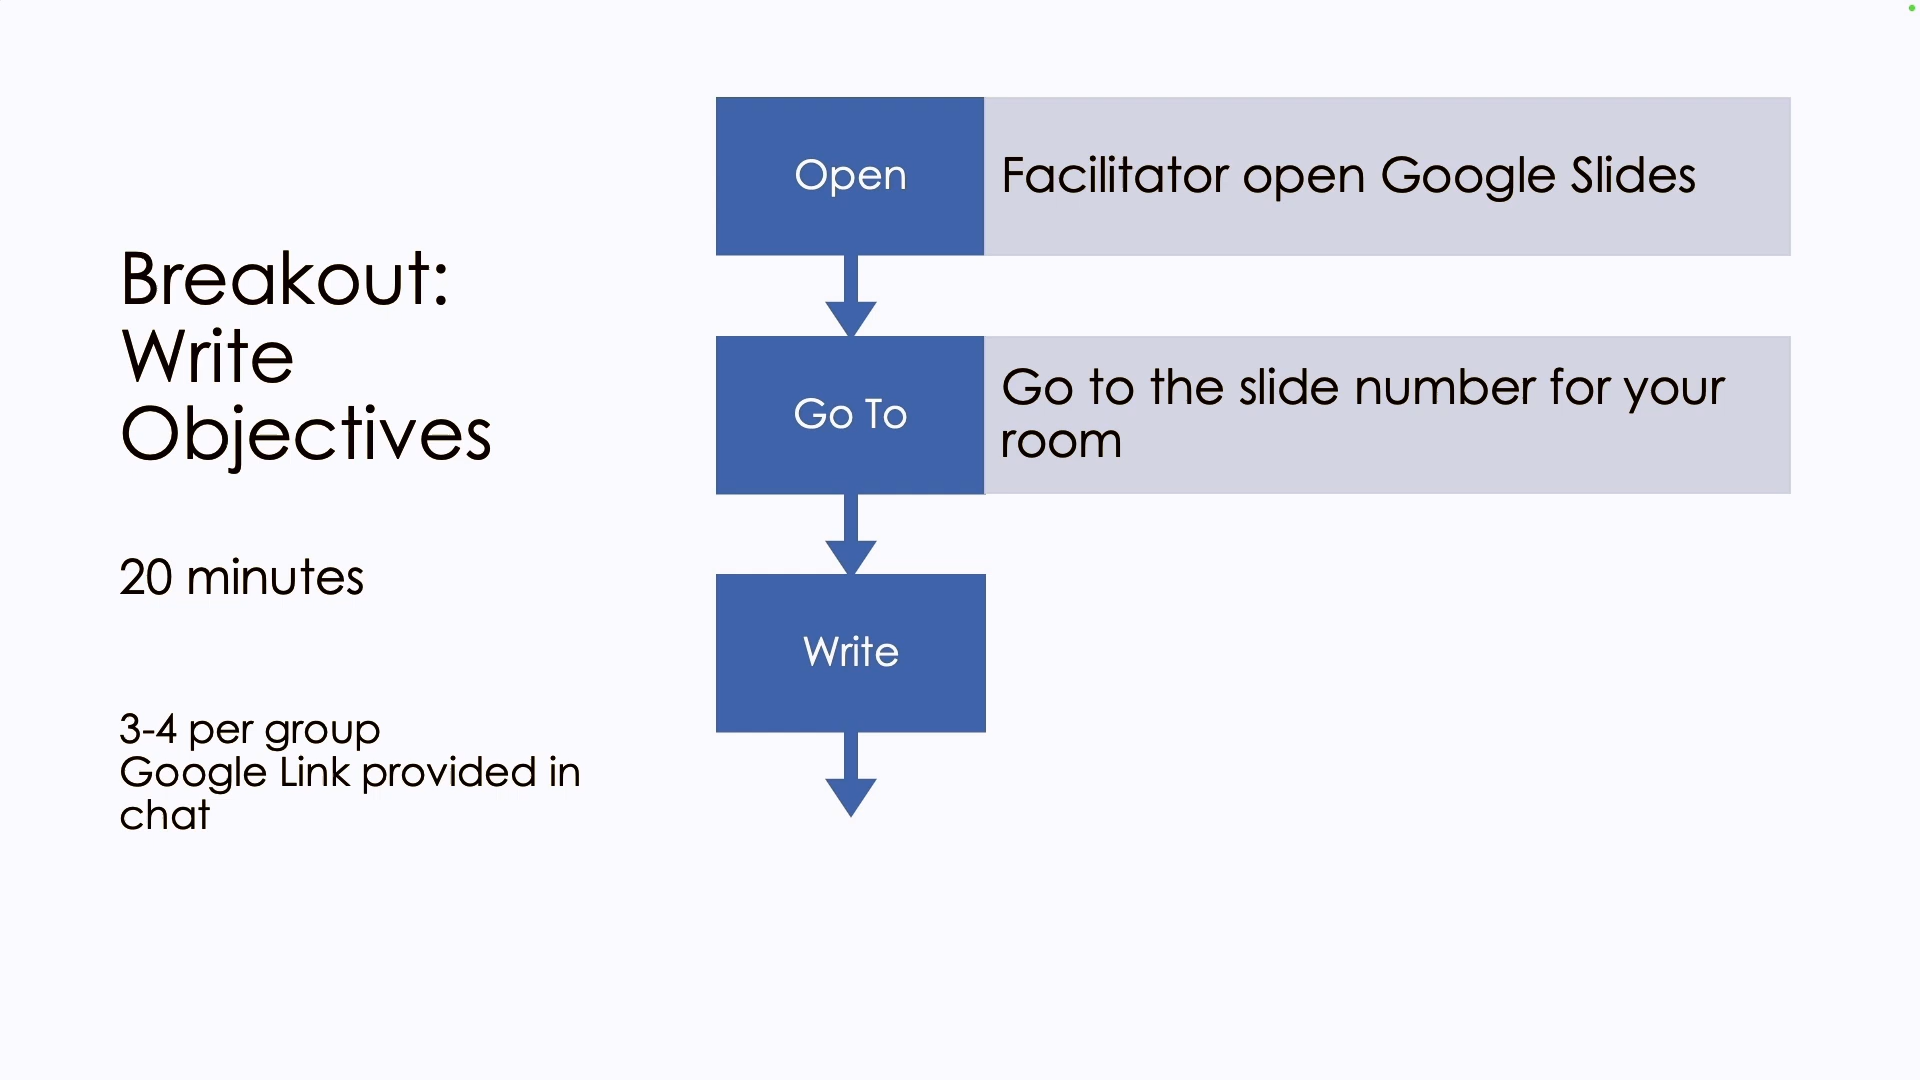 Breakout:
Write
Objectives
20 minutes
3-4 per group
Google Link provided in
chat
Open
Facilitator open Google Slides
Go To
Go to the slide number for your
room
Write